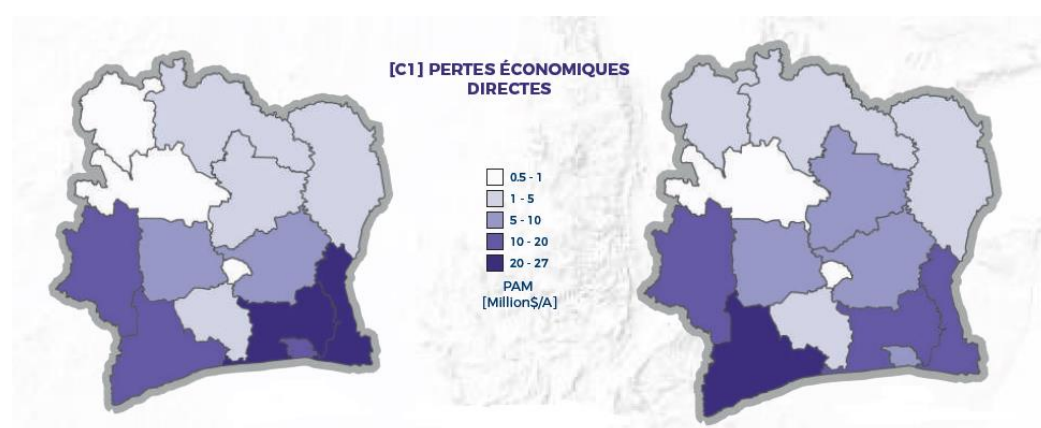 [C1] PERTES ÉCONOMIQUES
DIRECTES
0.5 - 1
1 - 5
5 - 10
10 - 20
20 - 27
PAM
[Million$/A]